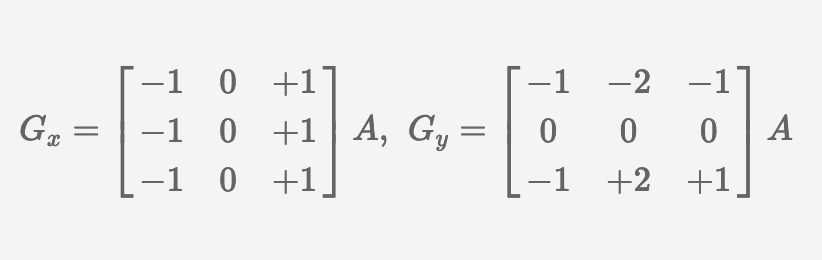 G_x = [ −1 0 +1 ; −1 0 +1 ; −1 0 +1 ] A, G_y = [ −1 −2 −1 ; 0 0 0 ; −1 +2 +1 ] A